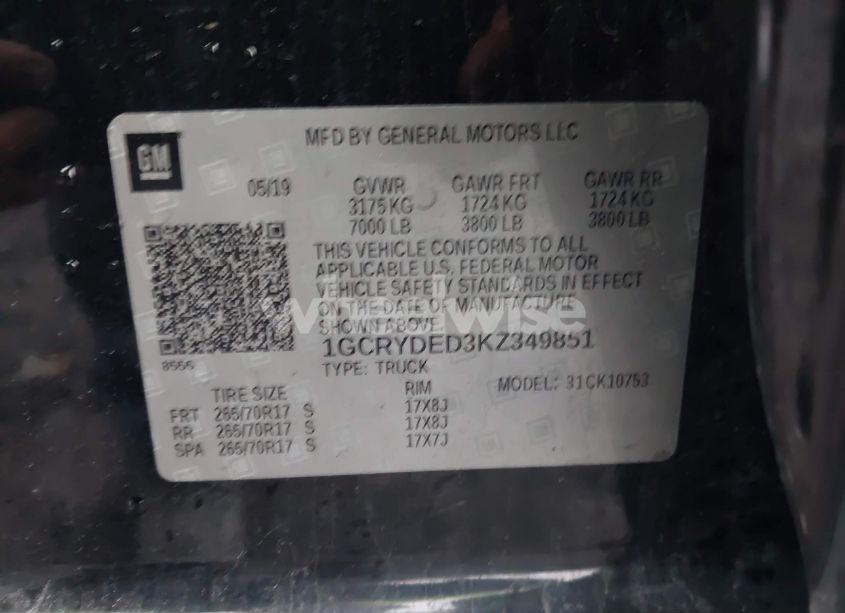 GM
MFD BY GENERAL MOTORS LLC
05/19 GVWR GAWR FRT GAWR RR
3175 KG 1724 KG 1724 KG
7000 LB 3800 LB 3800 LB
THIS VEHICLE CONFORMS TO ALL
APPLICABLE U.S. FEDERAL MOTOR
VEHICLE SAFETY STANDARDS IN EFFECT
ON THE DATE OF MANUFACTURE
SHOWN ABOVE.
1GCRYDED3KZ349851
8556
TYPE: TRUCK
TIRE SIZE RIM MODEL: 31CK10753
FRT 265/70R17 S 17X8J
RR 265/70R17 S 17X8J
SPA 265/70R17 S 17X7J